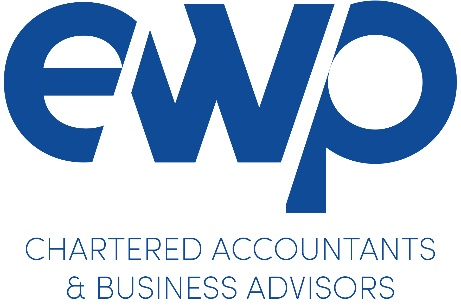 ewp
CHARTERED ACCOUNTANTS
& BUSINESS ADVISORS